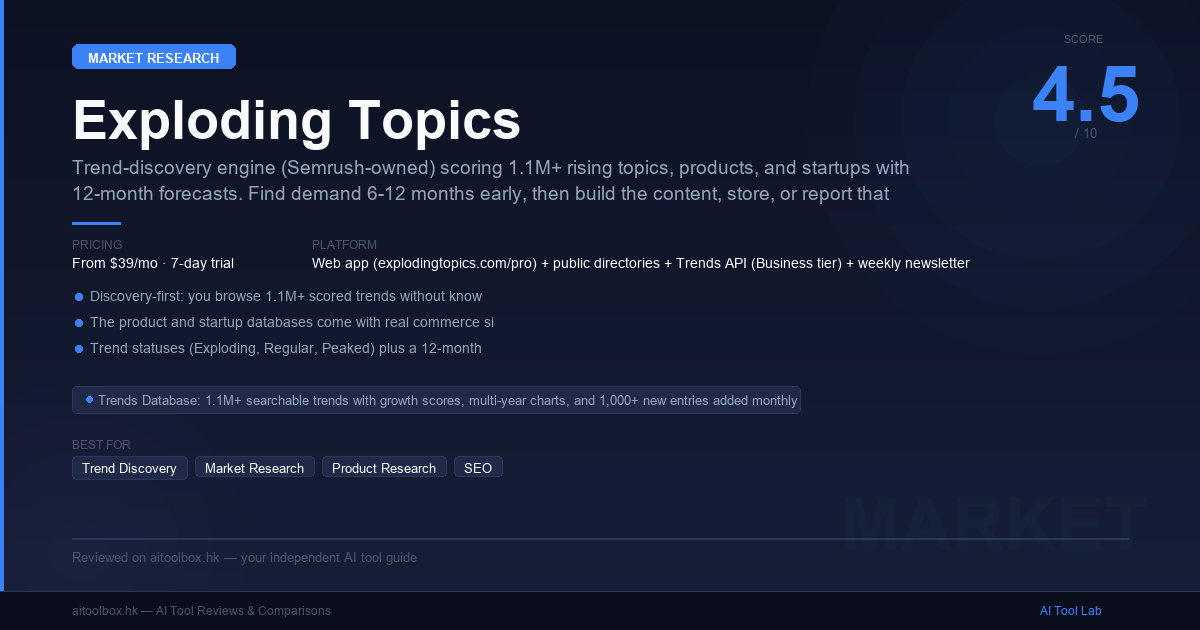 MARKET RESEARCH
SCORE
4.5
/ 10
Exploding Topics
Trend-discovery engine (Semrush-owned) scoring 1.1M+ rising topics, products, and startups with
12-month forecasts. Find demand 6-12 months early, then build the content, store, or report that
PRICING
From $39/mo · 7-day trial
PLATFORM
Web app (explodingtopics.com/pro) + public directories + Trends API (Business tier) + weekly newsletter
Discovery-first: you browse 1.1M+ scored trends without know
The product and startup databases come with real commerce si
Trend statuses (Exploding, Regular, Peaked) plus a 12-month
Trends Database: 1.1M+ searchable trends with growth scores, multi-year charts, and 1,000+ new entries added monthly
BEST FOR
Trend Discovery
Market Research
Product Research
SEO
MARKET
Reviewed on aitoolbox.hk — your independent AI tool guide
aitoolbox.hk — AI Tool Reviews & Comparisons
AI Tool Lab